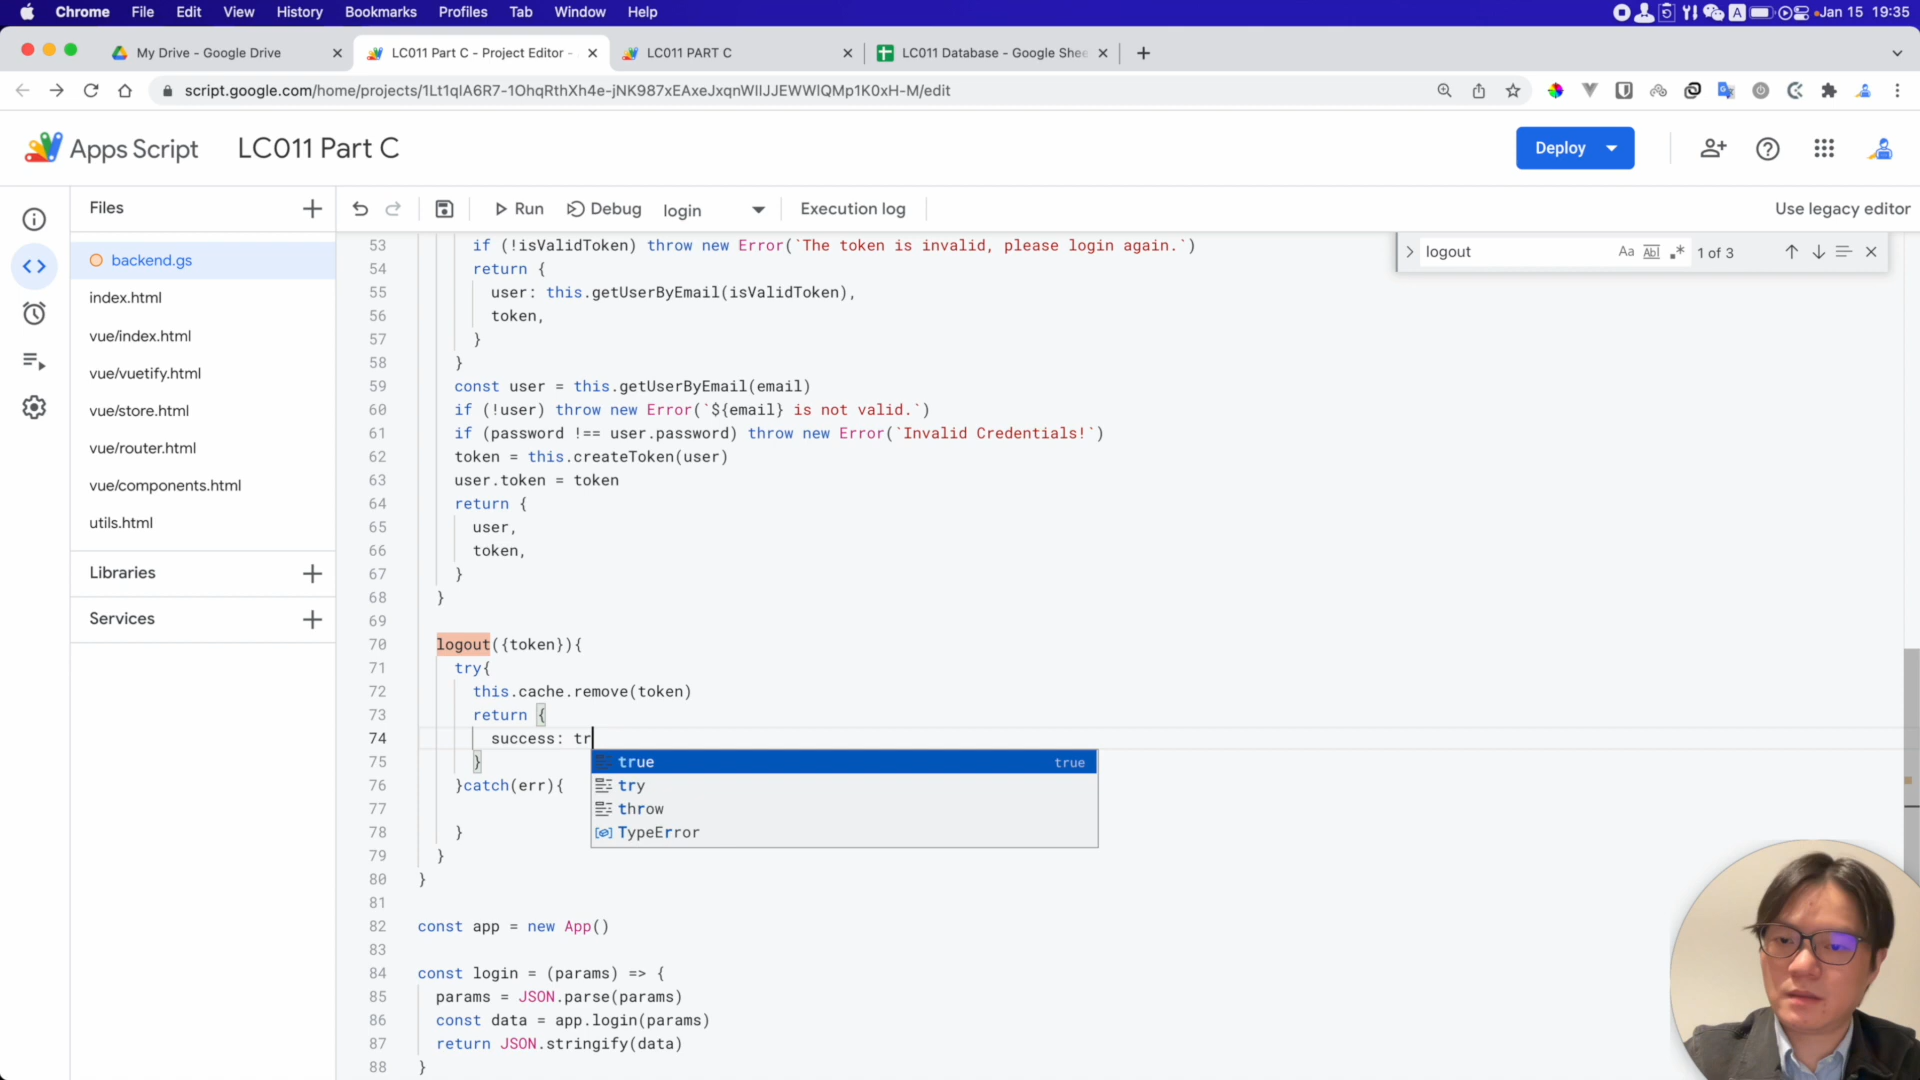 Chrome File Edit View History Bookmarks Profiles Tab Window Help
A Jan 15 19:35
My Drive - Google Drive
LC011 Part C - Project Editor -
LC011 PART C
LC011 Database - Google Shee
script.google.com/home/projects/1Lt1qIA6R7-1OhqRthXh4e-jNK987xEAxeJxqnWlIJJEWWlQMp1K0xH-M/edit
Apps Script
LC011 Part C
Deploy
Files
Run
Debug
login
Execution log
Use legacy editor
backend.gs
index.html
vue/index.html
vue/vuetify.html
vue/store.html
vue/router.html
vue/components.html
utils.html
Libraries
Services
logout
Aa Abl 1 of 3
53 if (!isValidToken) throw new Error(`The token is invalid, please login again.`)
54 return {
55 user: this.getUserByEmail(isValidToken),
56 token,
57 }
58 }
59 const user = this.getUserByEmail(email)
60 if (!user) throw new Error(`${email} is not valid.`)
61 if (password !== user.password) throw new Error(`Invalid Credentials!`)
62 token = this.createToken(user)
63 user.token = token
64 return {
65 user,
66 token,
67 }
68 }
69
70 logout({token}){
71 try{
72 this.cache.remove(token)
73 return {
74 success: tr
75 }
76 }catch(err){
77
78 }
79 }
80 }
81
82 const app = new App()
83
84 const login = (params) => {
85 params = JSON.parse(params)
86 const data = app.login(params)
87 return JSON.stringify(data)
88 }
true true
try
throw
TypeError